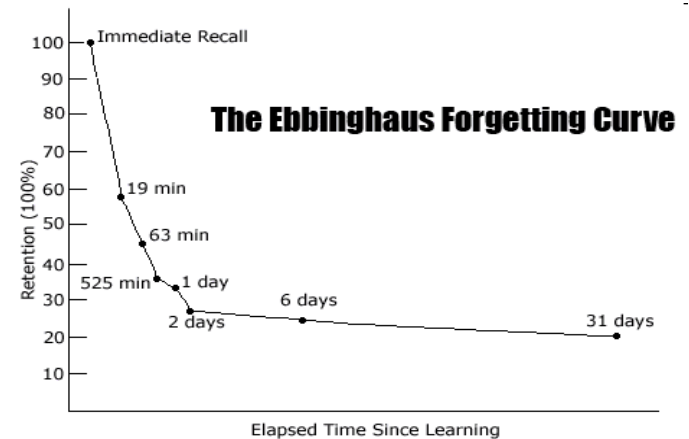 The Ebbinghaus Forgetting Curve
Retention (100%)
100
90
80
70
60
50
40
30
20
10
Immediate Recall
19 min
63 min
525 min
1 day
2 days
6 days
31 days
Elapsed Time Since Learning